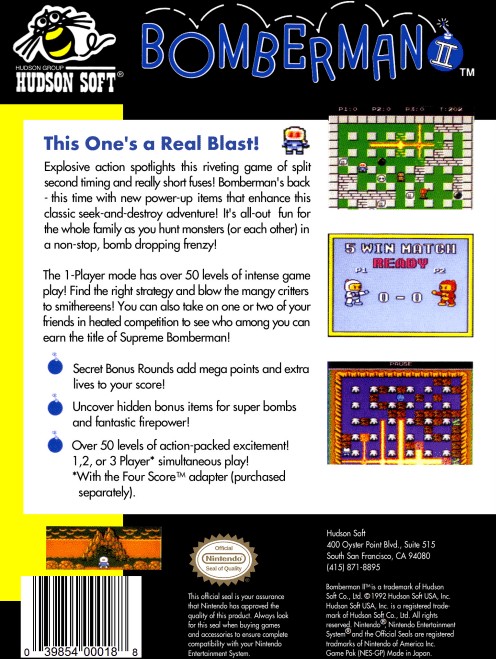 HUDSON GROUP
HUDSON SOFT®
BOMBERMAN II™
This One's a Real Blast!
Explosive action spotlights this riveting game of split
second timing and really short fuses! Bomberman's back
- this time with new power-up items that enhance this
classic seek-and-destroy adventure! It's all-out fun for
the whole family as you hunt monsters (or each other) in
a non-stop, bomb dropping frenzy!
The 1-Player mode has over 50 levels of intense game
play! Find the right strategy and blow the mangy critters
to smithereens! You can also take on one or two of your
friends in heated competition to see who among you can
earn the title of Supreme Bomberman!
Secret Bonus Rounds add mega points and extra
lives to your score!
Uncover hidden bonus items for super bombs
and fantastic firepower!
Over 50 levels of action-packed excitement!
1,2, or 3 Player* simultaneous play!
*With the Four Score™ adapter (purchased
separately).
P1:0 P2:0 P3:0 T:202
5 WIN MATCH
READY
P1 P2
0 - 0
PAUSE
Official
Nintendo
Seal of Quality
This official seal is your assurance
that Nintendo has approved the
quality of this product. Always look
for this seal when buying games
and accessories to ensure complete
compatibility with your Nintendo
Entertainment System.
Hudson Soft
400 Oyster Point Blvd., Suite 515
South San Francisco, CA 94080
(415) 871-8895
Bomberman II™ is a trademark of Hudson
Soft Co., Ltd. © 1992 Hudson Soft USA, Inc.
Hudson Soft USA, Inc. is a registered trade-
mark of Hudson Soft Co., Ltd. All rights
reserved. Nintendo®, Nintendo Entertainment
System® and the Official Seals are registered
trademarks of Nintendo of America Inc.
Game Pak (NES-GP) Made in Japan.
0 39854 00018 8